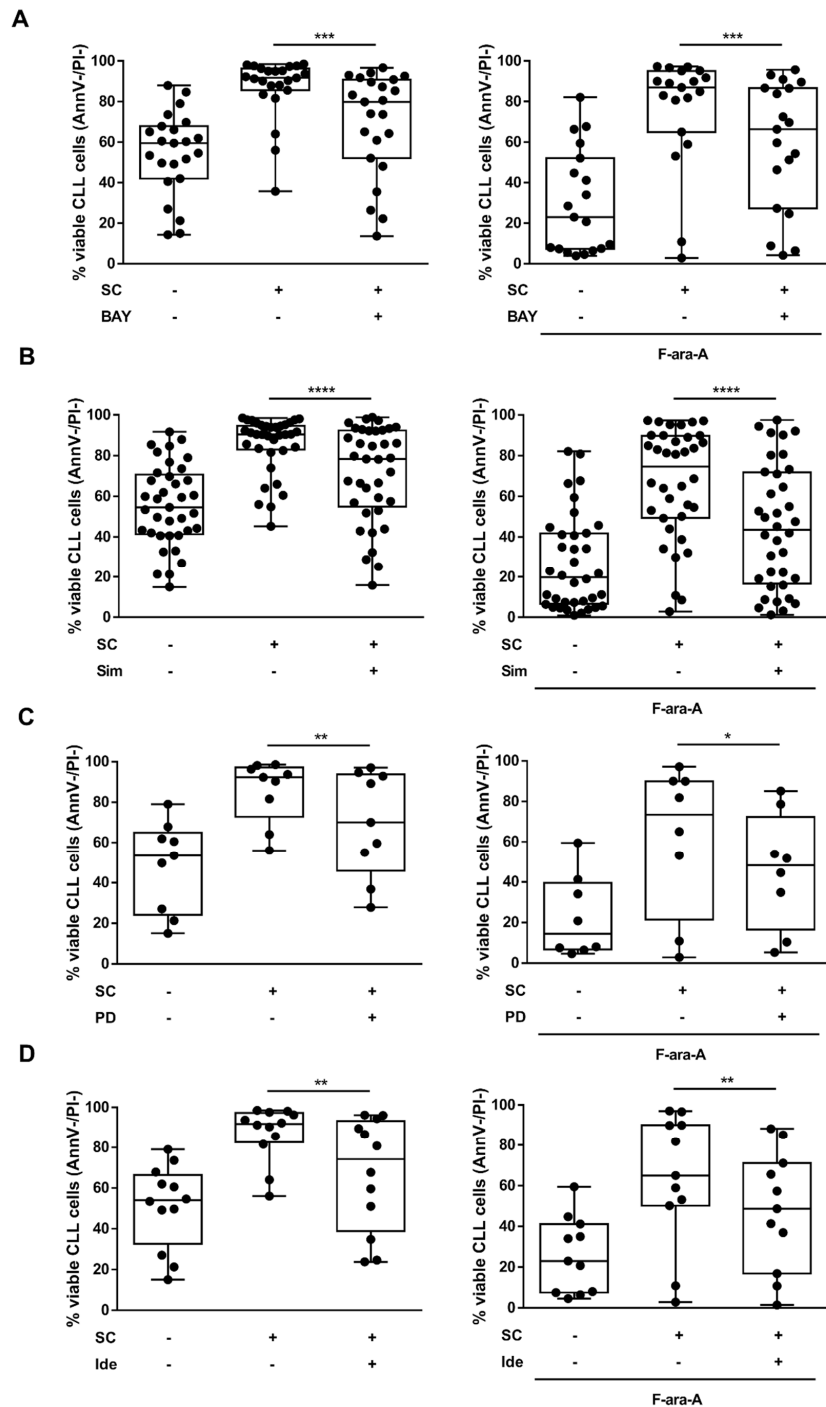 A
% viable CLL cells (AnnV-/PI-)
100
80
60
40
20
0
***
SC - + +
BAY - - +
% viable CLL cells (AnnV-/PI-)
100
80
60
40
20
0
***
SC - + +
BAY - - +
F-ara-A
B
% viable CLL cells (AnnV-/PI-)
100
80
60
40
20
0
****
SC - + +
Sim - - +
% viable CLL cells (AnnV-/PI-)
100
80
60
40
20
0
****
SC - + +
Sim - - +
F-ara-A
C
% viable CLL cells (AnnV-/PI-)
100
80
60
40
20
0
**
SC - + +
PD - - +
% viable CLL cells (AnnV-/PI-)
100
80
60
40
20
0
*
SC - + +
PD - - +
F-ara-A
D
% viable CLL cells (AnnV-/PI-)
100
80
60
40
20
0
**
SC - + +
Ide - - +
% viable CLL cells (AnnV-/PI-)
100
80
60
40
20
0
**
SC - + +
Ide - - +
F-ara-A